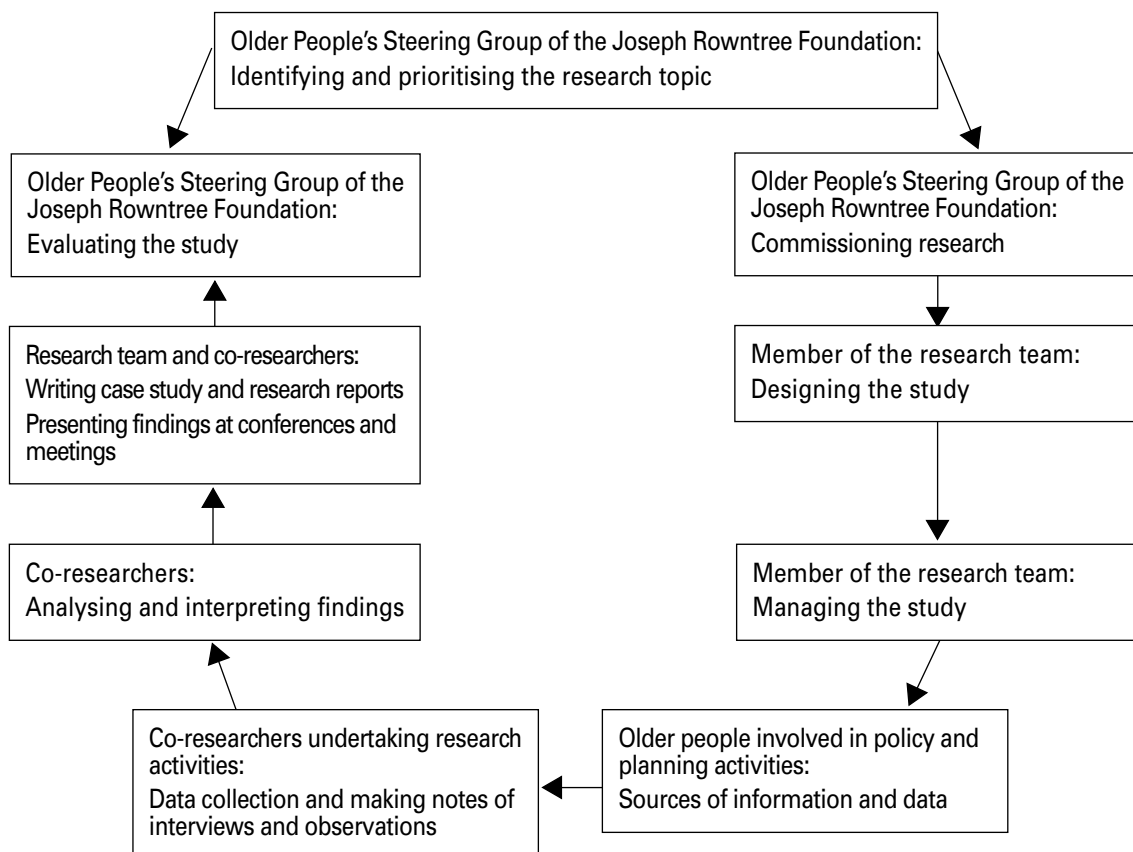 Older People's Steering Group of the Joseph Rowntree Foundation:
Identifying and prioritising the research topic
Older People's Steering Group of the
Joseph Rowntree Foundation:
Commissioning research
Member of the research team:
Designing the study
Member of the research team:
Managing the study
Older people involved in policy and
planning activities:
Sources of information and data
Co-researchers undertaking research
activities:
Data collection and making notes of
interviews and observations
Co-researchers:
Analysing and interpreting findings
Research team and co-researchers:
Writing case study and research reports
Presenting findings at conferences and
meetings
Older People's Steering Group of the
Joseph Rowntree Foundation:
Evaluating the study